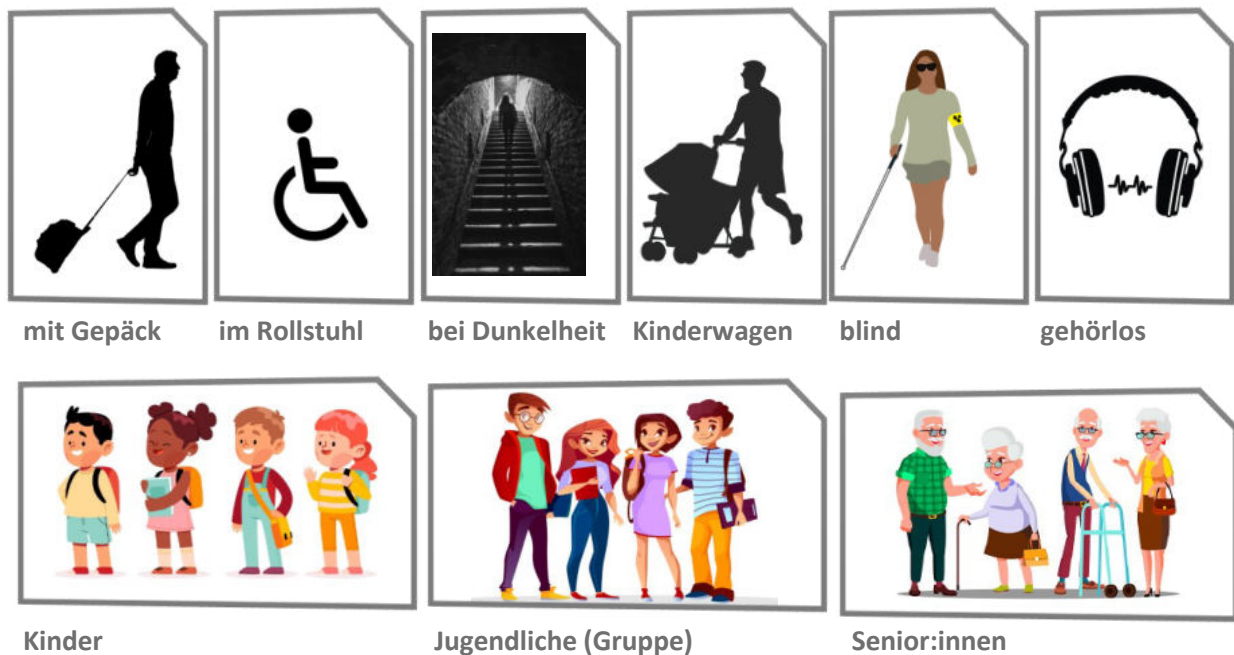 mit Gepäck im Rollstuhl bei Dunkelheit Kinderwagen blind gehörlos
Kinder Jugendliche (Gruppe) Senior:innen